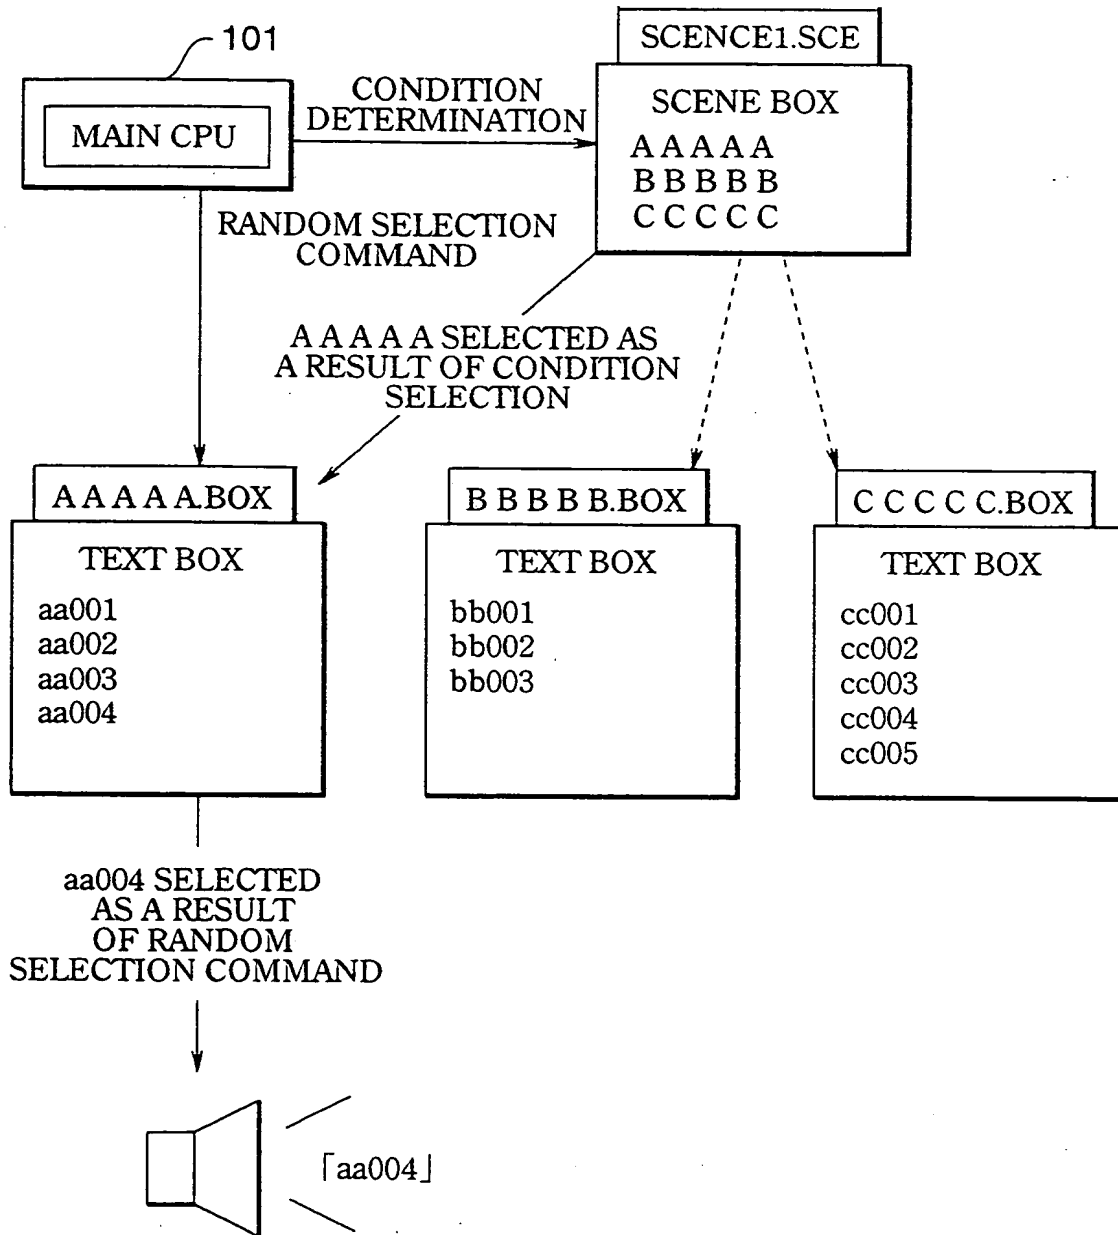 101
SCENCE1.SCE
MAIN CPU
CONDITION
DETERMINATION
SCENE BOX
A A A A A
B B B B B
C C C C C
RANDOM SELECTION
COMMAND
A A A A A SELECTED AS
A RESULT OF CONDITION
SELECTION
A A A A A.BOX
TEXT BOX
aa001
aa002
aa003
aa004
B B B B B.BOX
TEXT BOX
bb001
bb002
bb003
C C C C C.BOX
TEXT BOX
cc001
cc002
cc003
cc004
cc005
aa004 SELECTED
AS A RESULT
OF RANDOM
SELECTION COMMAND
「aa004」